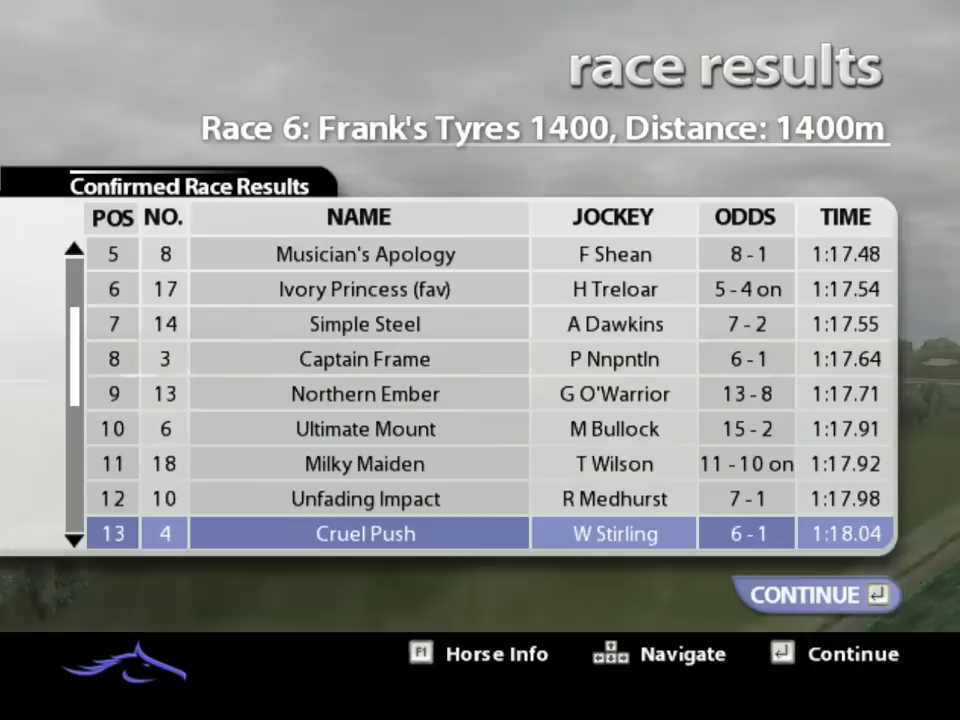 race results
Race 6: Frank's Tyres 1400, Distance: 1400m
Confirmed Race Results
POS NO. NAME JOCKEY ODDS TIME
5 8 Musician's Apology F Shean 8 - 1 1:17.48
6 17 Ivory Princess (fav) H Treloar 5 - 4 on 1:17.54
7 14 Simple Steel A Dawkins 7 - 2 1:17.55
8 3 Captain Frame P Nnpntln 6 - 1 1:17.64
9 13 Northern Ember G O'Warrior 13 - 8 1:17.71
10 6 Ultimate Mount M Bullock 15 - 2 1:17.91
11 18 Milky Maiden T Wilson 11 - 10 on 1:17.92
12 10 Unfading Impact R Medhurst 7 - 1 1:17.98
13 4 Cruel Push W Stirling 6 - 1 1:18.04
CONTINUE
F1 Horse Info Navigate Continue